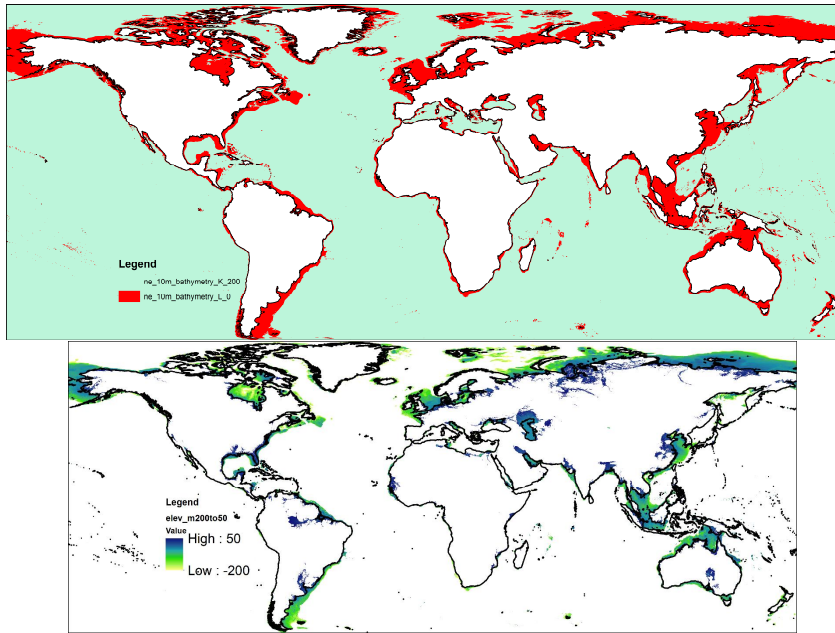 Legend
ne_10m_bathymetry_K_200
ne_10m_bathymetry_L_0
Legend
elev_m200to50
Value
High : 50
Low : -200